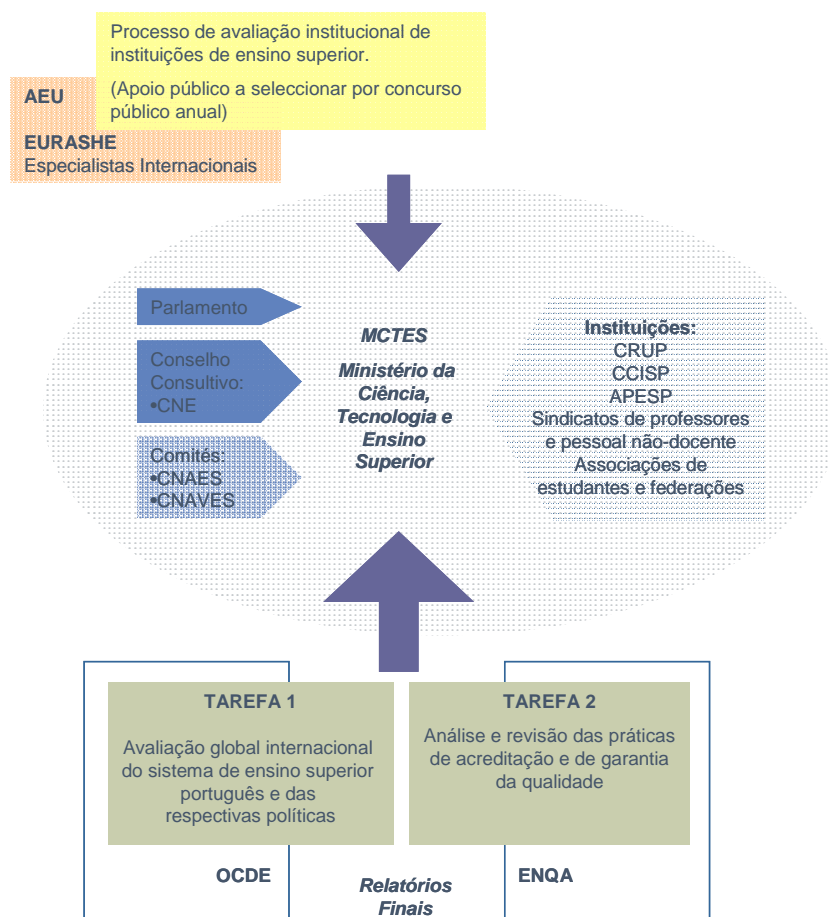 Processo de avaliação institucional de
instituições de ensino superior.
(Apoio público a seleccionar por concurso
público anual)
AEU
EURASHE
Especialistas Internacionais
Parlamento
Conselho
Consultivo:
•CNE
Comités:
•CNAES
•CNAVES
MCTES
Ministério da
Ciência,
Tecnologia e
Ensino
Superior
Instituições:
CRUP
CCISP
APESP
Sindicatos de professores
e pessoal não-docente
Associações de
estudantes e federações
TAREFA 1
Avaliação global internacional
do sistema de ensino superior
português e das
respectivas políticas
TAREFA 2
Análise e revisão das práticas
de acreditação e de garantia
da qualidade
OCDE
Relatórios
Finais
ENQA